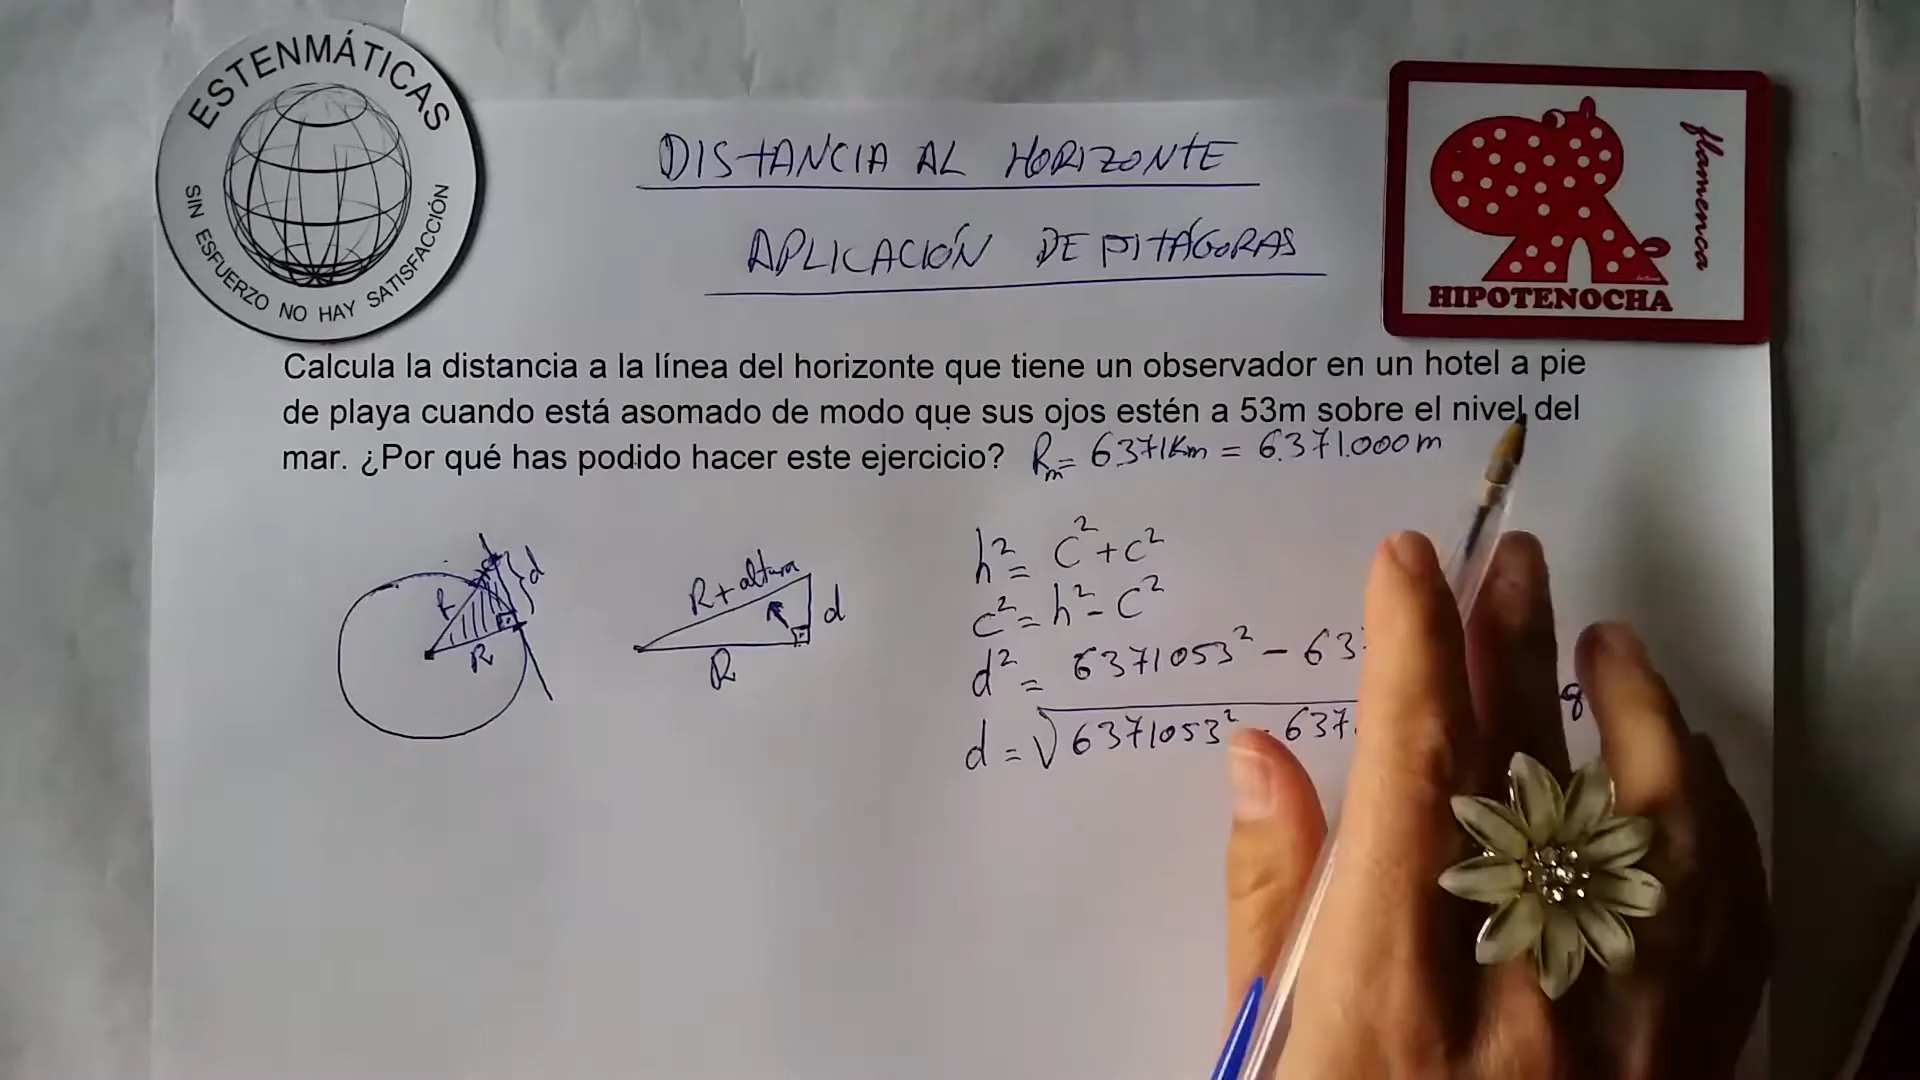 ESTENMÁTICAS
SIN ESFUERZO NO HAY SATISFACCIÓN
DISTANCIA AL HORIZONTE
APLICACIÓN DE PITÁGORAS
flamenca
HIPOTENOCHA
Calcula la distancia a la línea del horizonte que tiene un observador en un hotel a pie
de playa cuando está asomado de modo que sus ojos estén a 53m sobre el nivel del
mar. ¿Por qué has podido hacer este ejercicio? Rm = 6371Km = 6.371.000 m
d
R
R
R + altura
d
R
h² = C² + c²
c² = h² - C²
d² = 6371053² - 63
d = √6371053² - 637